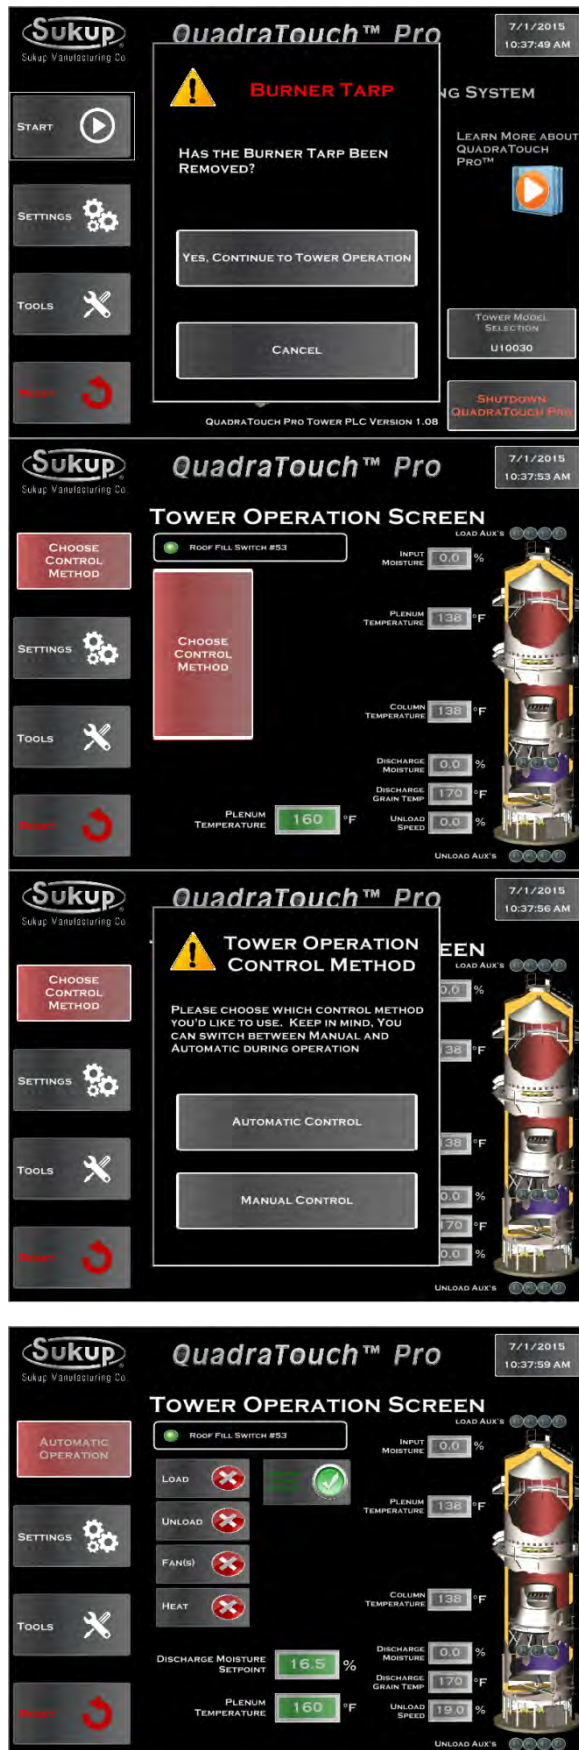 Sukup
Sukup Manufacturing Co.
QuadraTouch™ Pro
7/1/2015
10:37:49 AM
NG SYSTEM
BURNER TARP
START
LEARN MORE ABOUT
QUADRATOUCH
PRO™
HAS THE BURNER TARP BEEN
REMOVED?
SETTINGS
YES, CONTINUE TO TOWER OPERATION
TOOLS
TOWER MODEL
SELECTION
U10030
CANCEL
RESET
SHUTDOWN
QUADRATOUCH PRO
QUADRATOUCH PRO TOWER PLC VERSION 1.08
Sukup
Sukup Manufacturing Co.
QuadraTouch™ Pro
7/1/2015
10:37:53 AM
TOWER OPERATION SCREEN
LOAD AUX'S
CHOOSE
CONTROL
METHOD
ROOF FILL SWITCH #53
INPUT
MOISTURE 0.0 %
CHOOSE
CONTROL
METHOD
PLENUM
TEMPERATURE 138 °F
SETTINGS
COLUMN
TEMPERATURE 138 °F
TOOLS
DISCHARGE
MOISTURE 0.0 %
DISCHARGE
GRAIN TEMP 170 °F
RESET
PLENUM
TEMPERATURE 160 °F
UNLOAD
SPEED 0.0 %
UNLOAD AUX'S
Sukup
Sukup Manufacturing Co.
QuadraTouch™ Pro
7/1/2015
10:37:56 AM
EEN
LOAD AUX'S
TOWER OPERATION
CONTROL METHOD
CHOOSE
CONTROL
METHOD
0.0 %
PLEASE CHOOSE WHICH CONTROL METHOD
YOU'D LIKE TO USE. KEEP IN MIND, YOU
CAN SWITCH BETWEEN MANUAL AND
AUTOMATIC DURING OPERATION
138 °F
SETTINGS
AUTOMATIC CONTROL
138 °F
TOOLS
MANUAL CONTROL
0.0 %
170 °F
RESET
0.0 %
UNLOAD AUX'S
Sukup
Sukup Manufacturing Co.
QuadraTouch™ Pro
7/1/2015
10:37:59 AM
TOWER OPERATION SCREEN
LOAD AUX'S
AUTOMATIC
OPERATION
ROOF FILL SWITCH #53
INPUT
MOISTURE 0.0 %
LOAD
PLENUM
TEMPERATURE 138 °F
UNLOAD
SETTINGS
FAN(S)
HEAT
COLUMN
TEMPERATURE 138 °F
TOOLS
DISCHARGE MOISTURE
SETPOINT 16.5 %
DISCHARGE
MOISTURE 0.0 %
DISCHARGE
GRAIN TEMP 170 °F
RESET
PLENUM
TEMPERATURE 160 °F
UNLOAD
SPEED 19.0 %
UNLOAD AUX'S